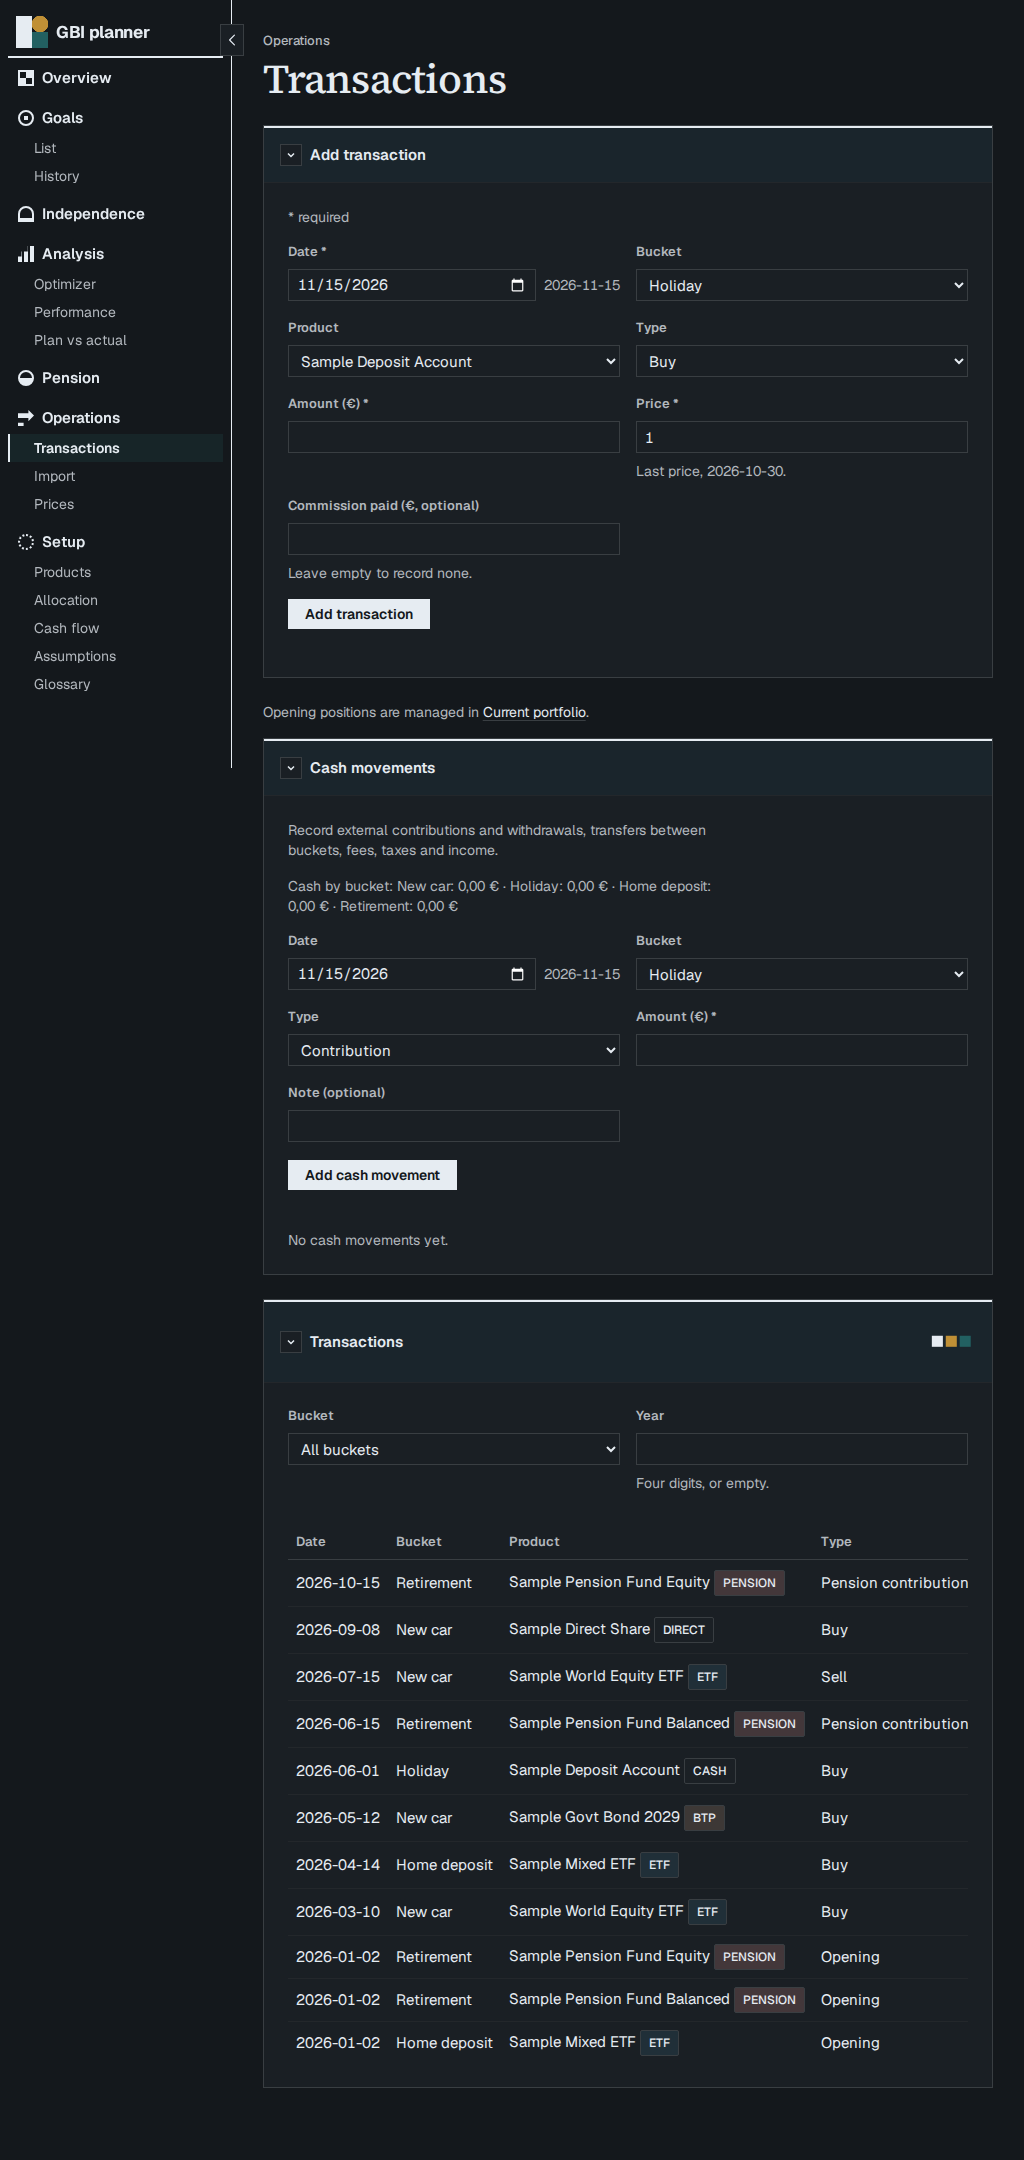 GBI planner
Overview
Goals
List
History
Independence
Analysis
Optimizer
Performance
Plan vs actual
Pension
Operations
Transactions
Import
Prices
Setup
Products
Allocation
Cash flow
Assumptions
Glossary
Operations
Transactions
Add transaction
* required
Date * Bucket
11/15/2026 2026-11-15 Holiday
Product Type
Sample Deposit Account Buy
Amount (€) * Price *
1
Last price, 2026-10-30.
Commission paid (€, optional)
Leave empty to record none.
Add transaction
Opening positions are managed in Current portfolio.
Cash movements
Record external contributions and withdrawals, transfers between
buckets, fees, taxes and income.
Cash by bucket: New car: 0,00 € · Holiday: 0,00 € · Home deposit:
0,00 € · Retirement: 0,00 €
Date Bucket
11/15/2026 2026-11-15 Holiday
Type Amount (€) *
Contribution
Note (optional)
Add cash movement
No cash movements yet.
Transactions
Bucket Year
All buckets
Four digits, or empty.
Date Bucket Product Type
2026-10-15 Retirement Sample Pension Fund Equity PENSION Pension contribution
2026-09-08 New car Sample Direct Share DIRECT Buy
2026-07-15 New car Sample World Equity ETF ETF Sell
2026-06-15 Retirement Sample Pension Fund Balanced PENSION Pension contribution
2026-06-01 Holiday Sample Deposit Account CASH Buy
2026-05-12 New car Sample Govt Bond 2029 BTP Buy
2026-04-14 Home deposit Sample Mixed ETF ETF Buy
2026-03-10 New car Sample World Equity ETF ETF Buy
2026-01-02 Retirement Sample Pension Fund Equity PENSION Opening
2026-01-02 Retirement Sample Pension Fund Balanced PENSION Opening
2026-01-02 Home deposit Sample Mixed ETF ETF Opening